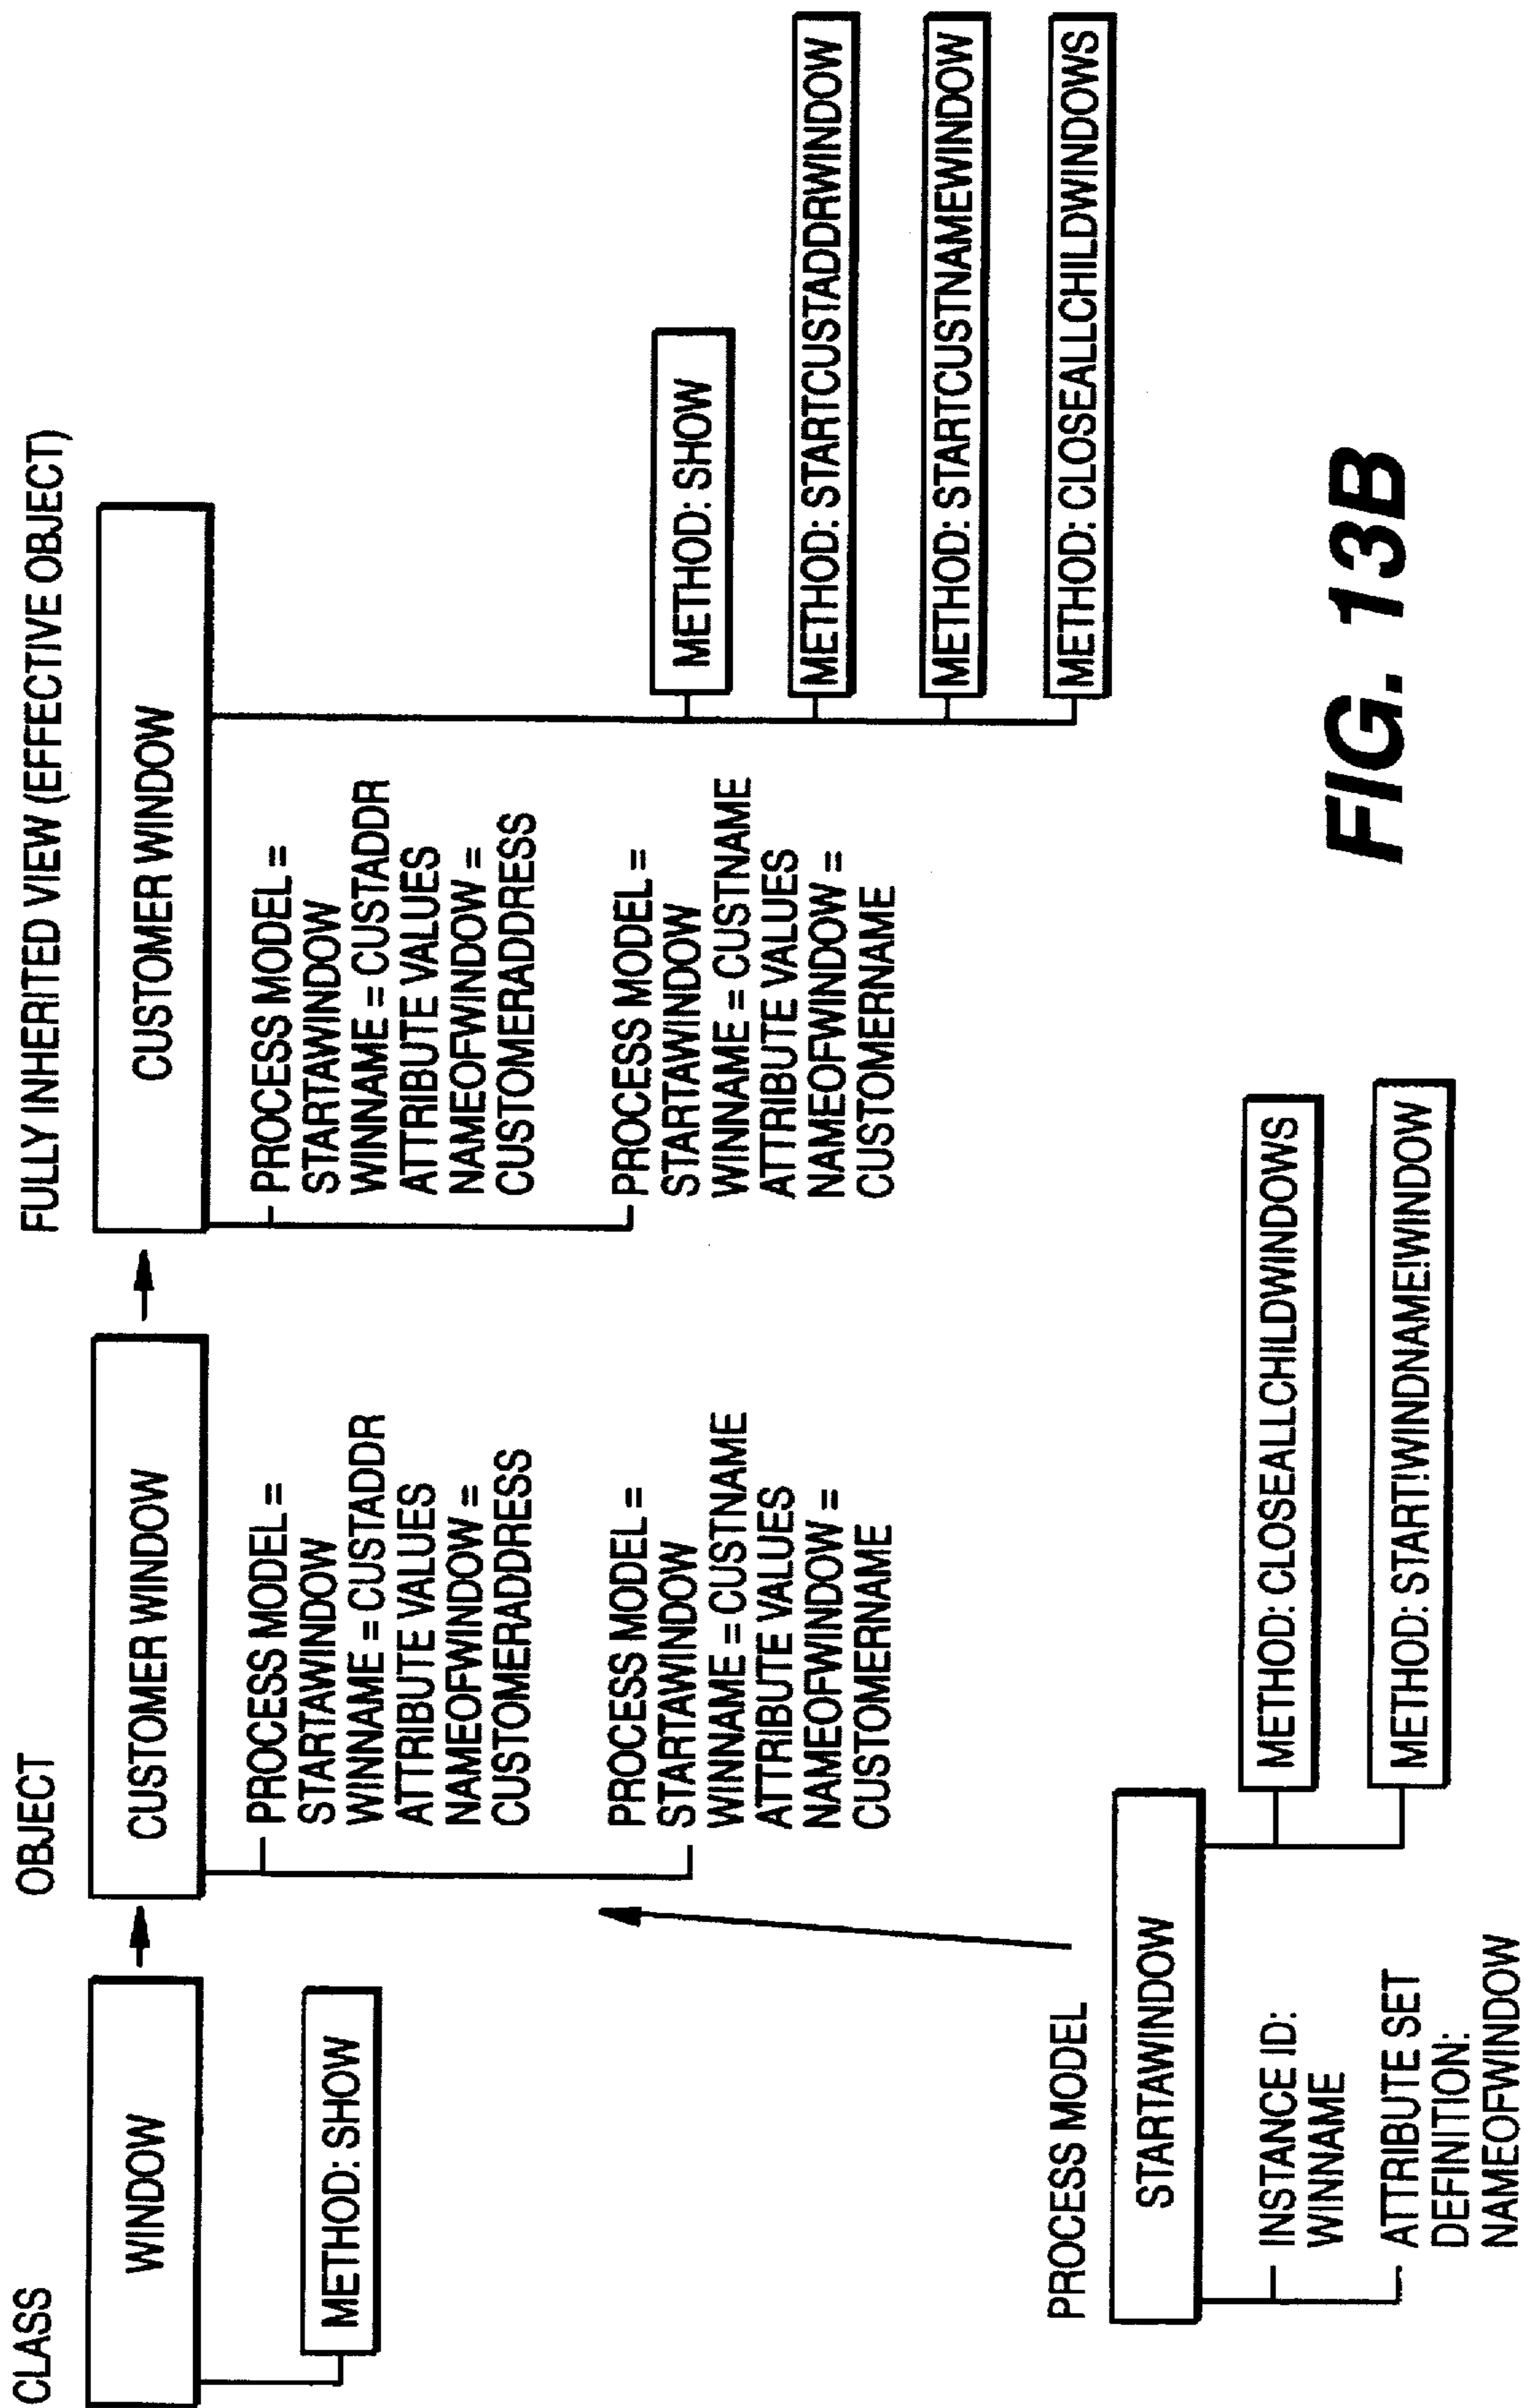 CLASS
WINDOW
METHOD: SHOW
OBJECT
CUSTOMER WINDOW
PROCESS MODEL =
STARTAWINDOW
WINNAME = CUSTADDR
ATTRIBUTE VALUES
NAMEOFWINDOW =
CUSTOMERADDRESS
PROCESS MODEL =
STARTAWINDOW
WINNAME = CUSTNAME
ATTRIBUTE VALUES
NAMEOFWINDOW =
CUSTOMERNAME
FULLY INHERITED VIEW (EFFECTIVE OBJECT)
CUSTOMER WINDOW
PROCESS MODEL =
STARTAWINDOW
WINNAME = CUSTADDR
ATTRIBUTE VALUES
NAMEOFWINDOW =
CUSTOMERADDRESS
PROCESS MODEL =
STARTAWINDOW
WINNAME = CUSTNAME
ATTRIBUTE VALUES
NAMEOFWINDOW =
CUSTOMERNAME
METHOD: SHOW
METHOD: STARTCUSTADDRWINDOW
METHOD: STARTCUSTNAMEWINDOW
METHOD: CLOSEALLCHILDWINDOWS
PROCESS MODEL
STARTAWINDOW
INSTANCE ID:
WINNAME
ATTRIBUTE SET
DEFINITION:
NAMEOFWINDOW
METHOD: CLOSEALLCHILDWINDOWS
METHOD: START!WINDNAME!WINDOW
FIG. 13B